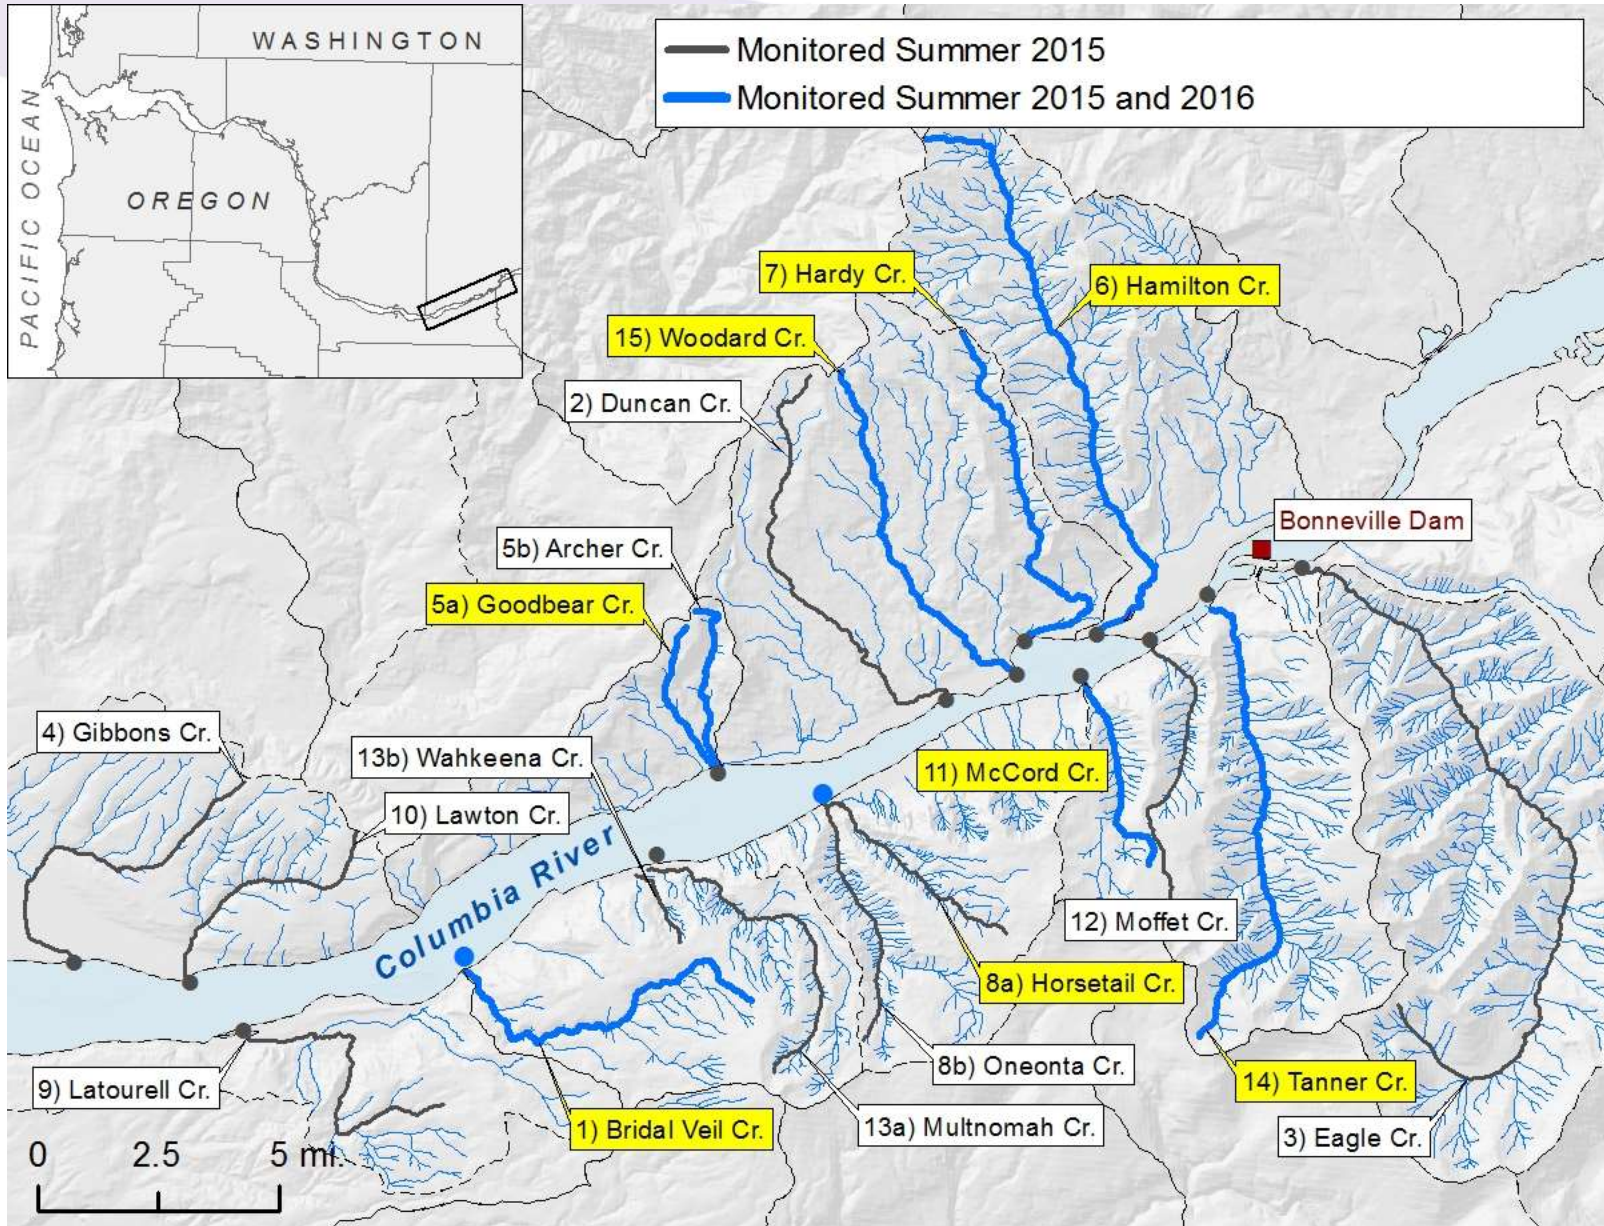 WASHINGTON
OREGON
PACIFIC OCEAN
Monitored Summer 2015
Monitored Summer 2015 and 2016
7) Hardy Cr.
6) Hamilton Cr.
15) Woodard Cr.
2) Duncan Cr.
Bonneville Dam
5b) Archer Cr.
5a) Goodbear Cr.
4) Gibbons Cr.
13b) Wahkeena Cr.
11) McCord Cr.
10) Lawton Cr.
Columbia River
12) Moffet Cr.
8a) Horsetail Cr.
8b) Oneonta Cr.
9) Latourell Cr.
14) Tanner Cr.
1) Bridal Veil Cr.
13a) Multnomah Cr.
3) Eagle Cr.
0 2.5 5 mi.